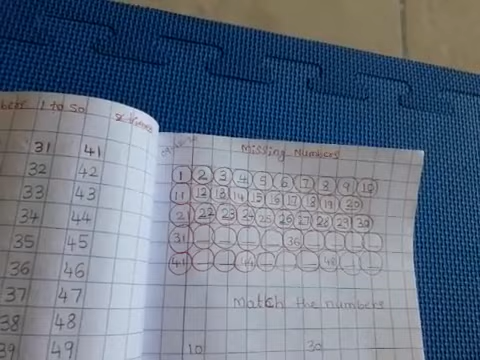 1 to 50
31 41
32 42
33 43
34 44
35 45
36 46
37 47
38 48
39 49
Missing Numbers
1 2 3 4 5 6 7 8 9 10
11 12 13 14 15 16 17 18 19 20
21 22 23 24 25 26 27 28 29 30
31 _ _ _ _ 36 _ _ _ _
41 _ _ 44 _ _ _ 48 _ _
Match the numbers
10 30